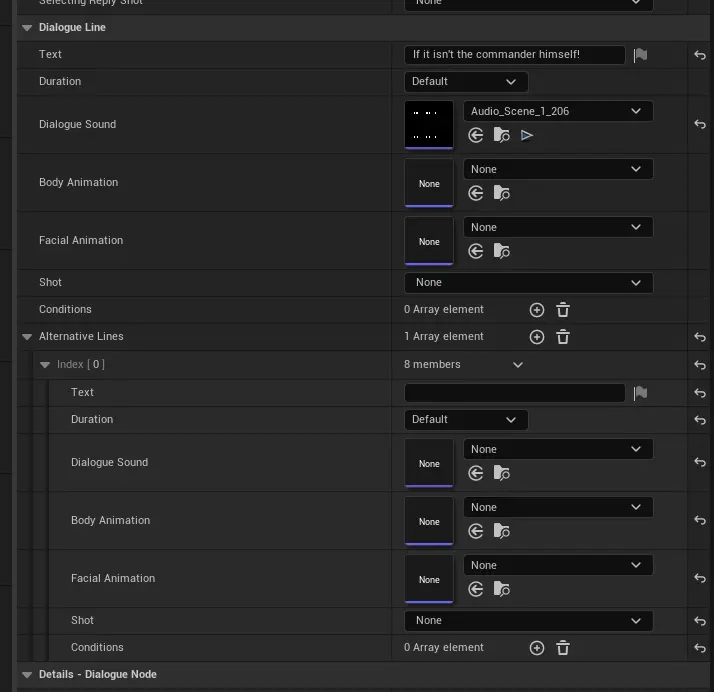 Selecting Reply Shot None
Dialogue Line
Text If it isn't the commander himself!
Duration Default
Dialogue Sound Audio_Scene_1_206
Body Animation None None
Facial Animation None None
Shot None
Conditions 0 Array element
Alternative Lines 1 Array element
Index [ 0 ] 8 members
Text
Duration Default
Dialogue Sound None None
Body Animation None None
Facial Animation None None
Shot None
Conditions 0 Array element
Details - Dialogue Node